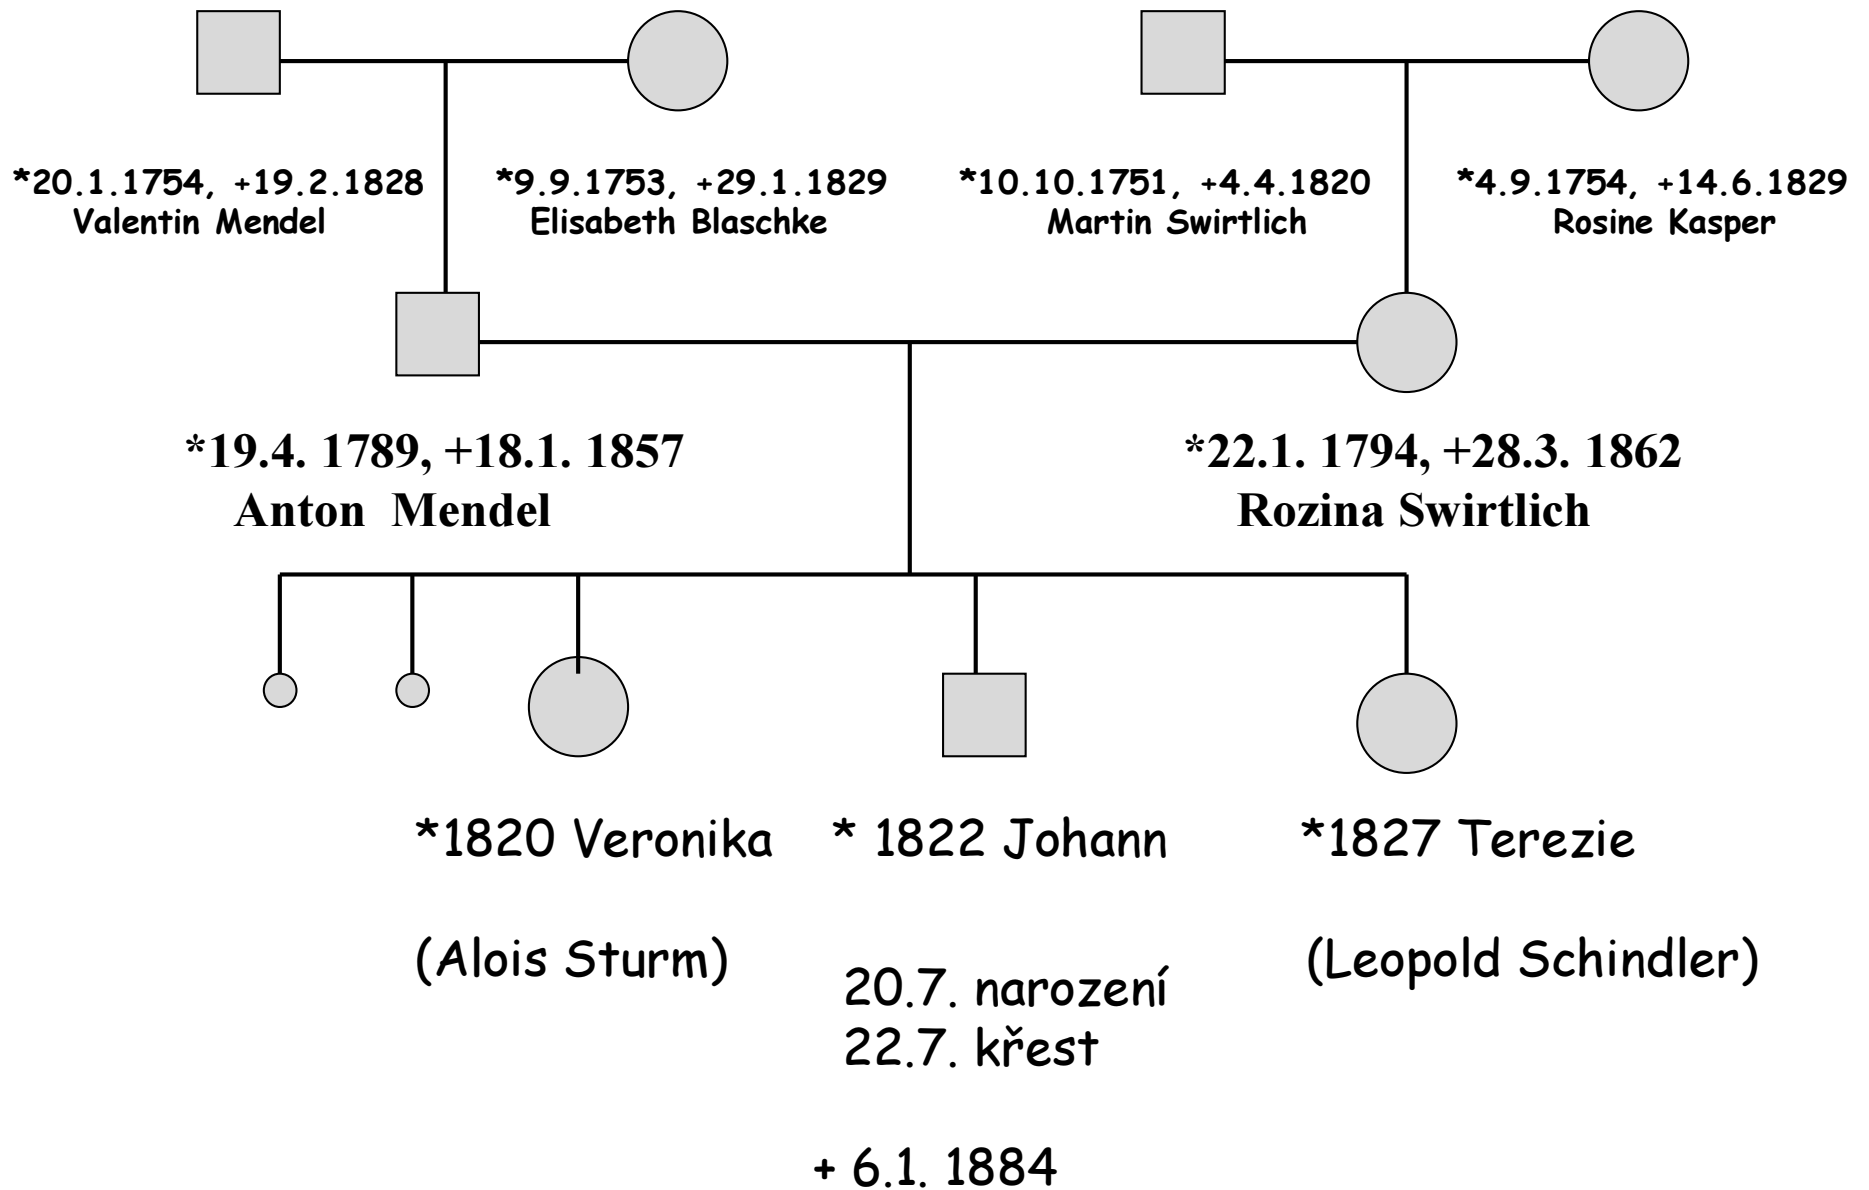 *20.1.1754, +19.2.1828
Valentin Mendel
*9.9.1753, +29.1.1829
Elisabeth Blaschke
*10.10.1751, +4.4.1820
Martin Swirtlich
*4.9.1754, +14.6.1829
Rosine Kasper
*19.4. 1789, +18.1. 1857
Anton Mendel
*22.1. 1794, +28.3. 1862
Rozina Swirtlich
*1820 Veronika
(Alois Sturm)
* 1822 Johann
20.7. narození
22.7. křest
+ 6.1. 1884
*1827 Terezie
(Leopold Schindler)